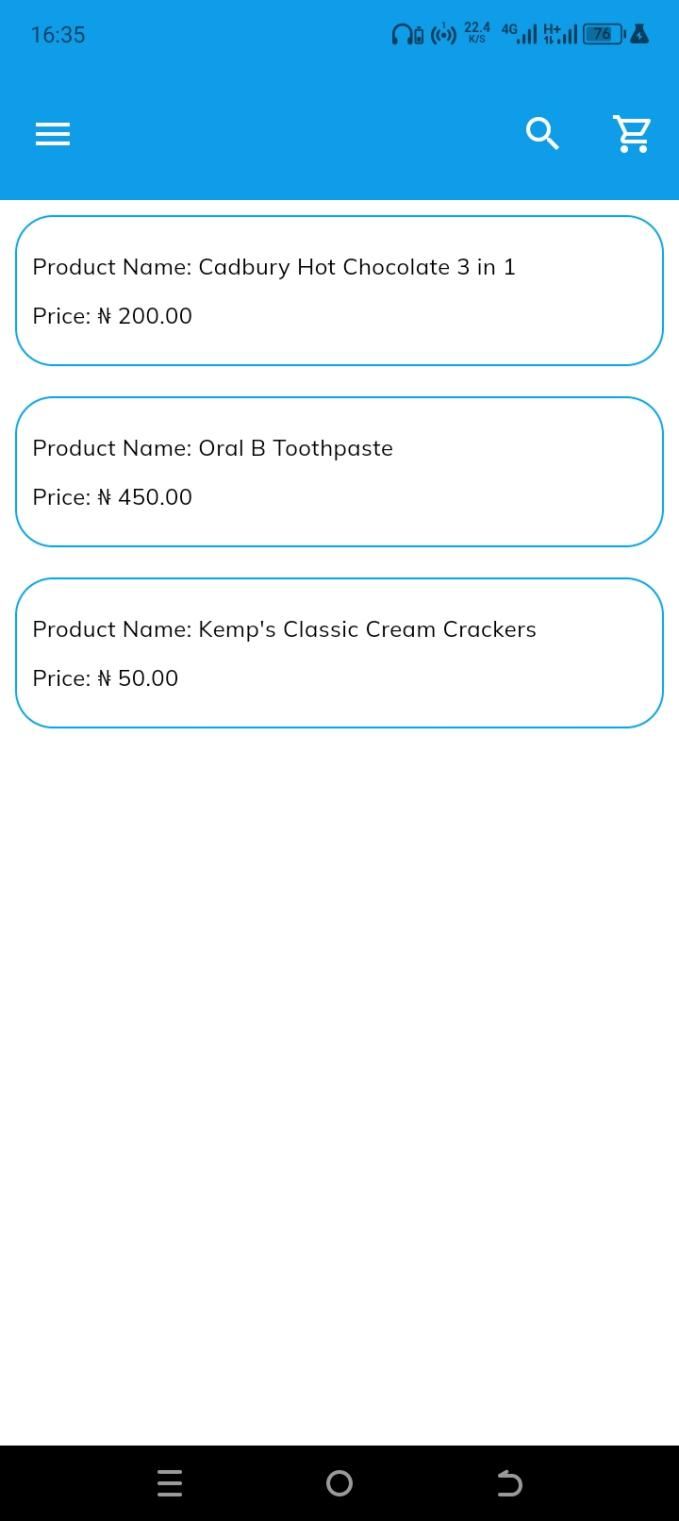 16:35
1
22.4
K/S
4G
H+
76
Product Name: Cadbury Hot Chocolate 3 in 1
Price: ₦ 200.00
Product Name: Oral B Toothpaste
Price: ₦ 450.00
Product Name: Kemp's Classic Cream Crackers
Price: ₦ 50.00